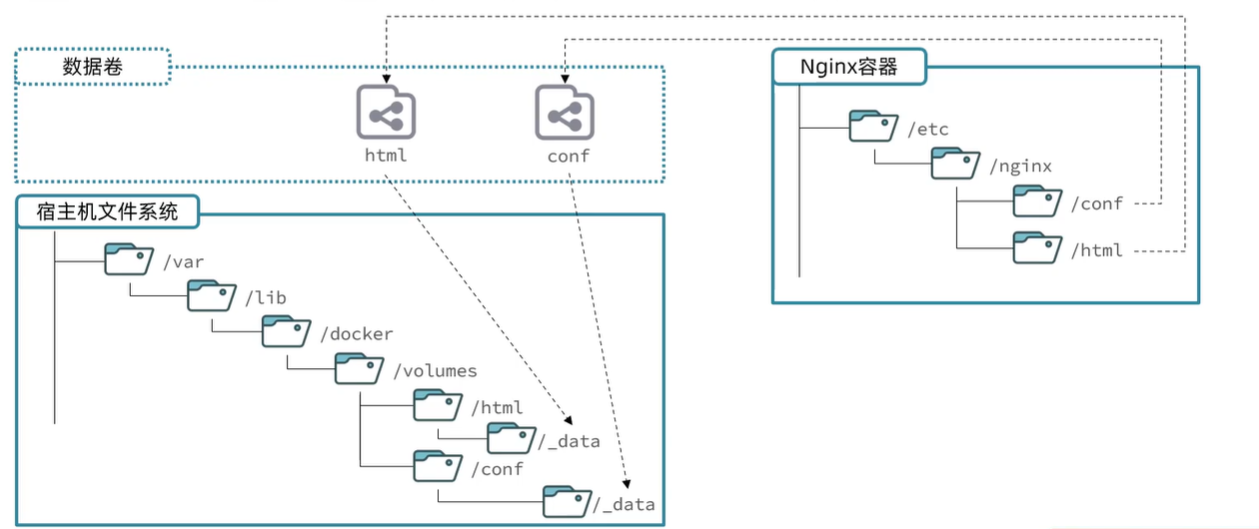 数据卷
html
conf
宿主机文件系统
/var
/lib
/docker
/volumes
/html
/_data
/conf
/_data
Nginx容器
/etc
/nginx
/conf
/html